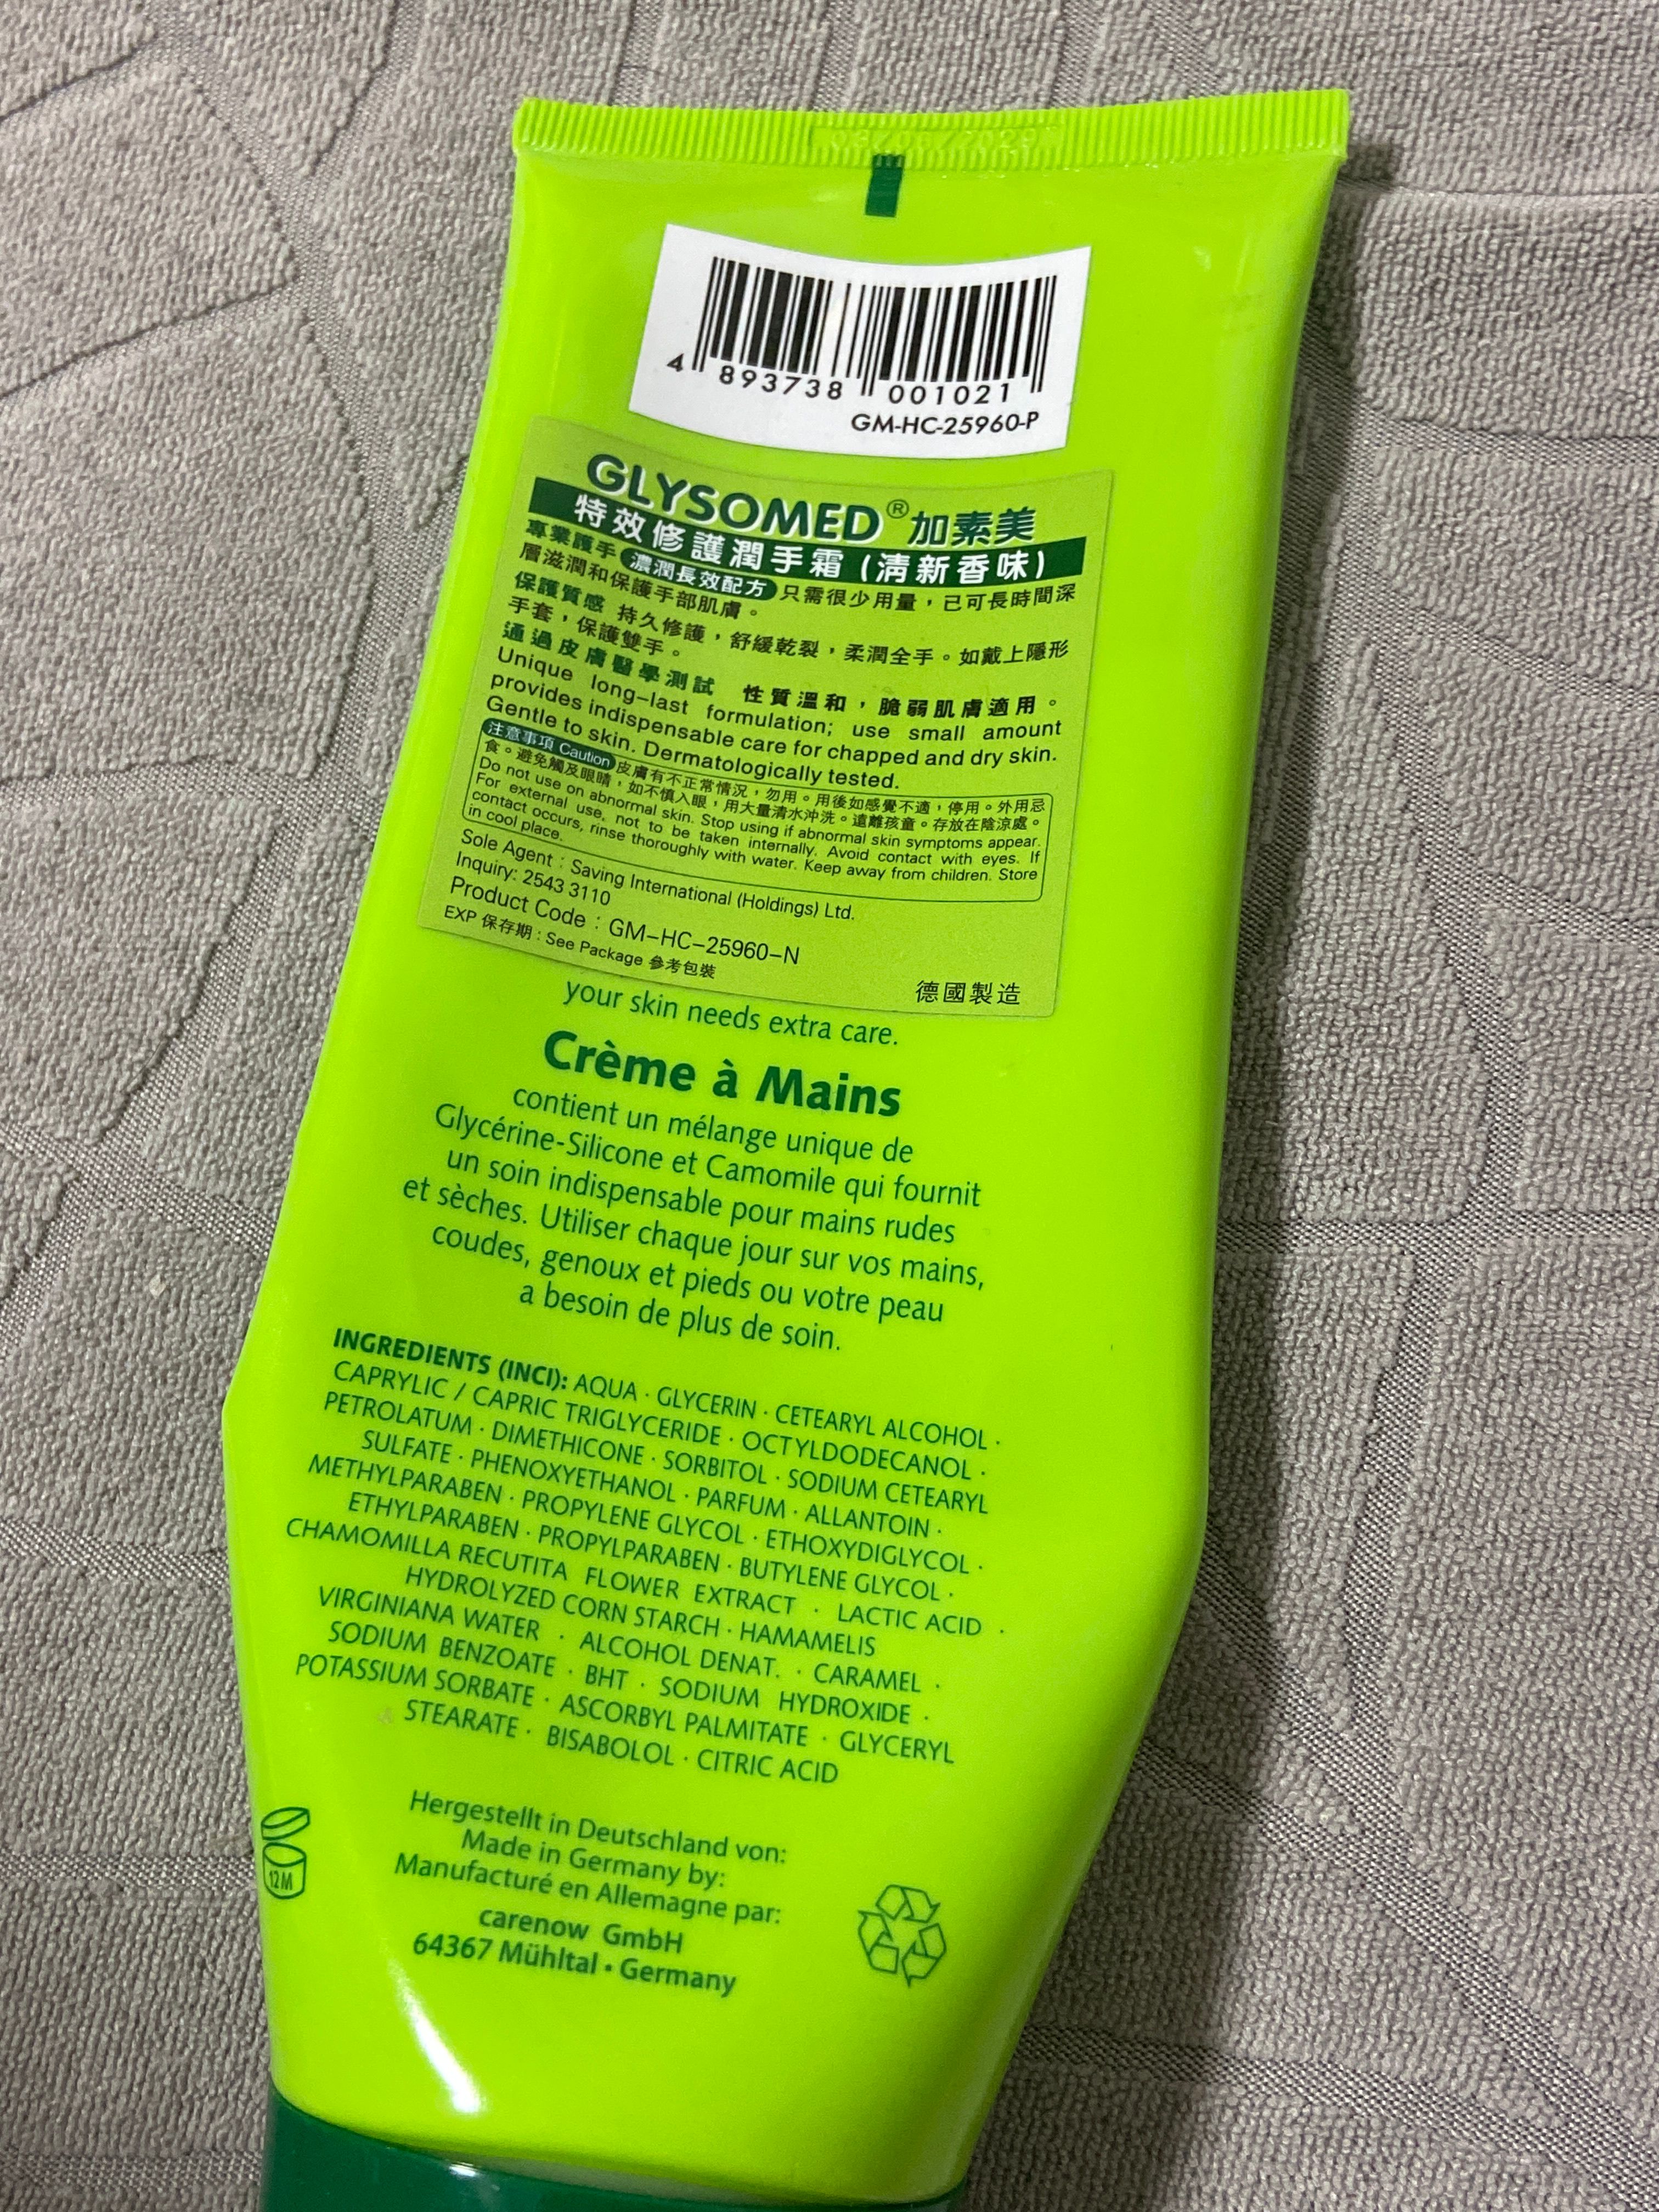 4 893738 001021
GM-HC-25960-P
GLYSOMED® 加素美
特效修護潤手霜 (清新香味)
專業護手 濃潤長效配方 只需很少用量，已可長時間深
層滋潤和保護手部肌膚。
保護質感 持久修護，舒緩乾裂，柔潤全手。如戴上隱形
手套，保護雙手。
通過皮膚醫學測試 性質溫和，脆弱肌膚適用。
Unique long-last formulation; use small amount
provides indispensable care for chapped and dry skin.
Gentle to skin. Dermatologically tested.
注意事項 Caution 皮膚有不正常情況，勿用。用後如感覺不適，停用。外用忌
食。避免觸及眼睛，如不慎入眼，用大量清水沖洗。遠離孩童。存放在陰涼處。
Do not use on abnormal skin. Stop using if abnormal skin symptoms appear.
For external use, not to be taken internally. Avoid contact with eyes. If
contact occurs, rinse thoroughly with water. Keep away from children. Store
in cool place.
Sole Agent : Saving International (Holdings) Ltd.
Inquiry: 2543 3110
Product Code : GM-HC-25960-N
EXP 保存期 : See Package 參考包裝
德國製造
your skin needs extra care.
Crème à Mains
contient un mélange unique de
Glycérine-Silicone et Camomile qui fournit
un soin indispensable pour mains rudes
et sèches. Utiliser chaque jour sur vos mains,
coudes, genoux et pieds ou votre peau
a besoin de plus de soin.
INGREDIENTS (INCI): AQUA · GLYCERIN · CETEARYL ALCOHOL ·
CAPRYLIC / CAPRIC TRIGLYCERIDE · OCTYLDODECANOL ·
PETROLATUM · DIMETHICONE · SORBITOL · SODIUM CETEARYL
SULFATE · PHENOXYETHANOL · PARFUM · ALLANTOIN ·
METHYLPARABEN · PROPYLENE GLYCOL · ETHOXYDIGLYCOL ·
ETHYLPARABEN · PROPYLPARABEN · BUTYLENE GLYCOL ·
CHAMOMILLA RECUTITA FLOWER EXTRACT · LACTIC ACID ·
HYDROLYZED CORN STARCH · HAMAMELIS
VIRGINIANA WATER · ALCOHOL DENAT. · CARAMEL ·
SODIUM BENZOATE · BHT · SODIUM HYDROXIDE ·
POTASSIUM SORBATE · ASCORBYL PALMITATE · GLYCERYL
STEARATE · BISABOLOL · CITRIC ACID
12M
Hergestellt in Deutschland von:
Made in Germany by:
Manufacturé en Allemagne par:
carenow GmbH
64367 Mühltal • Germany